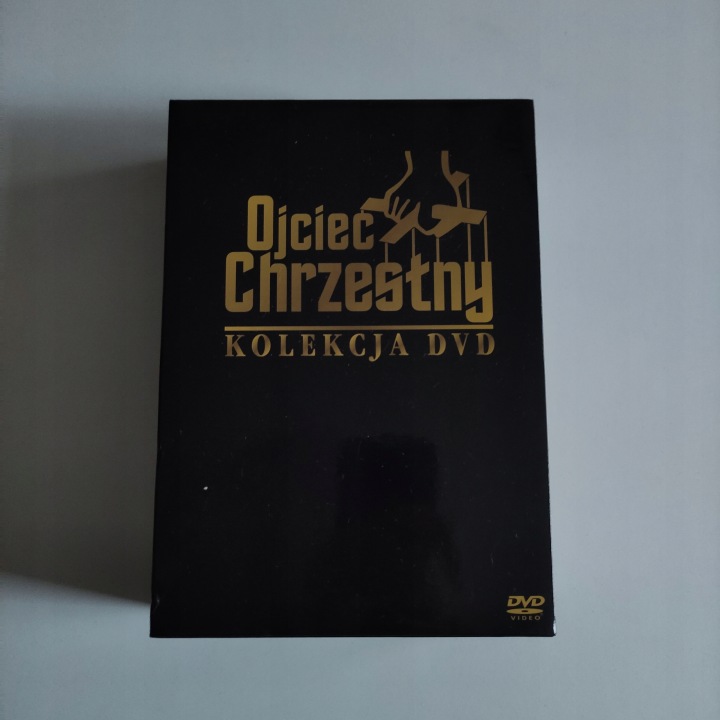 Ojciec
Chrzestny
KOLEKCJA DVD
DVD
VIDEO